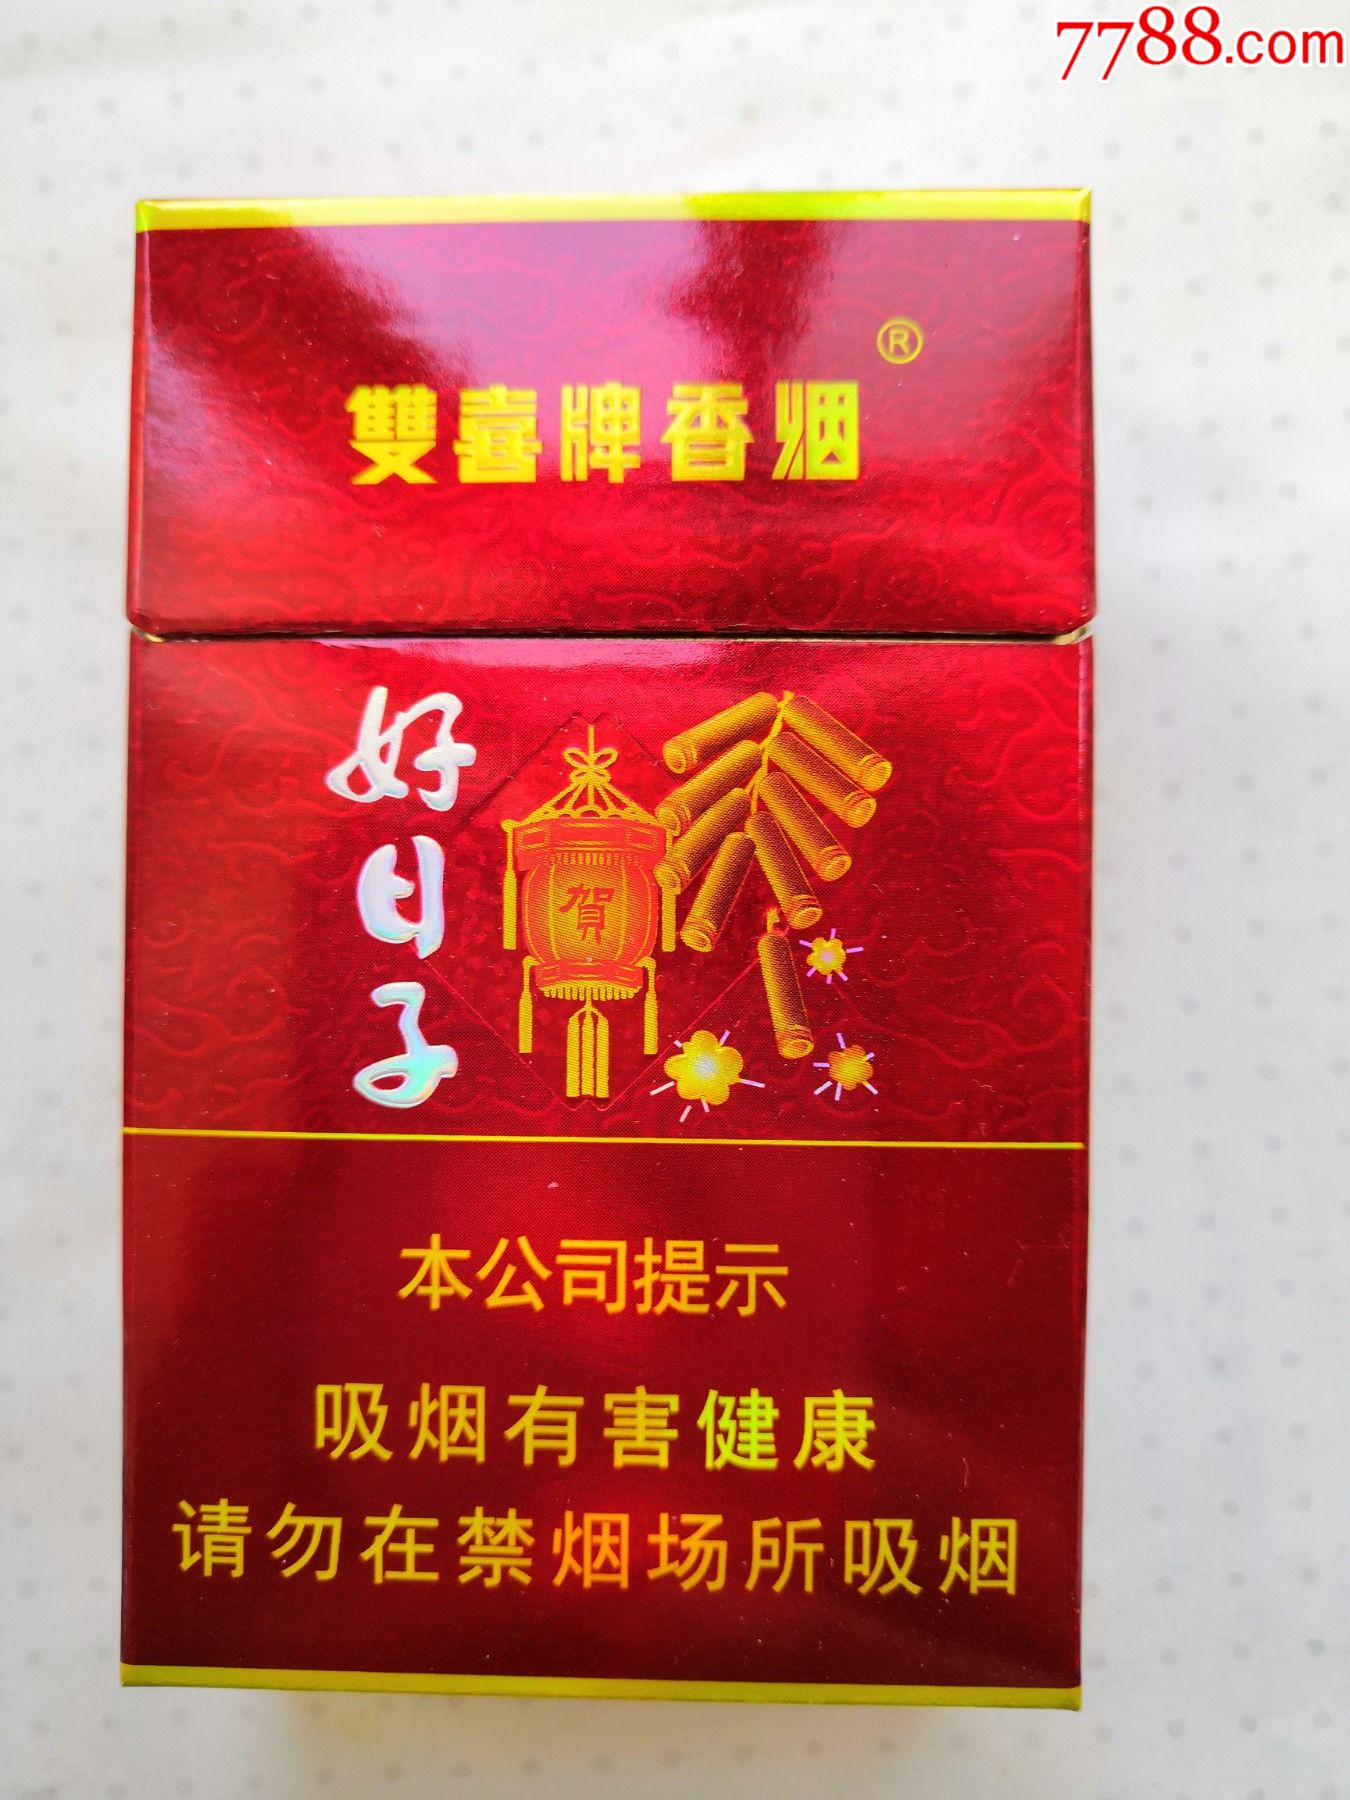 7788.com
®
雙喜牌香烟
好日子
賀
本公司提示
吸烟有害健康
请勿在禁烟场所吸烟